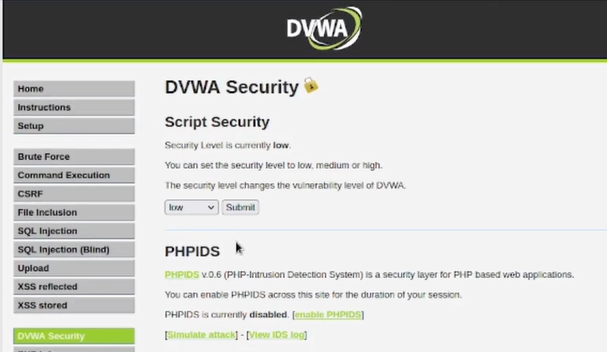 DVWA
Home
Instructions
Setup
Brute Force
Command Execution
CSRF
File Inclusion
SQL Injection
SQL Injection (Blind)
Upload
XSS reflected
XSS stored
DVWA Security
DVWA Security
Script Security
Security Level is currently low.
You can set the security level to low, medium or high.
The security level changes the vulnerability level of DVWA.
low Submit
PHPIDS
PHPIDS v.0.6 (PHP-Intrusion Detection System) is a security layer for PHP based web applications.
You can enable PHPIDS across this site for the duration of your session.
PHPIDS is currently disabled. [enable PHPIDS]
[Simulate attack] - [View IDS log]